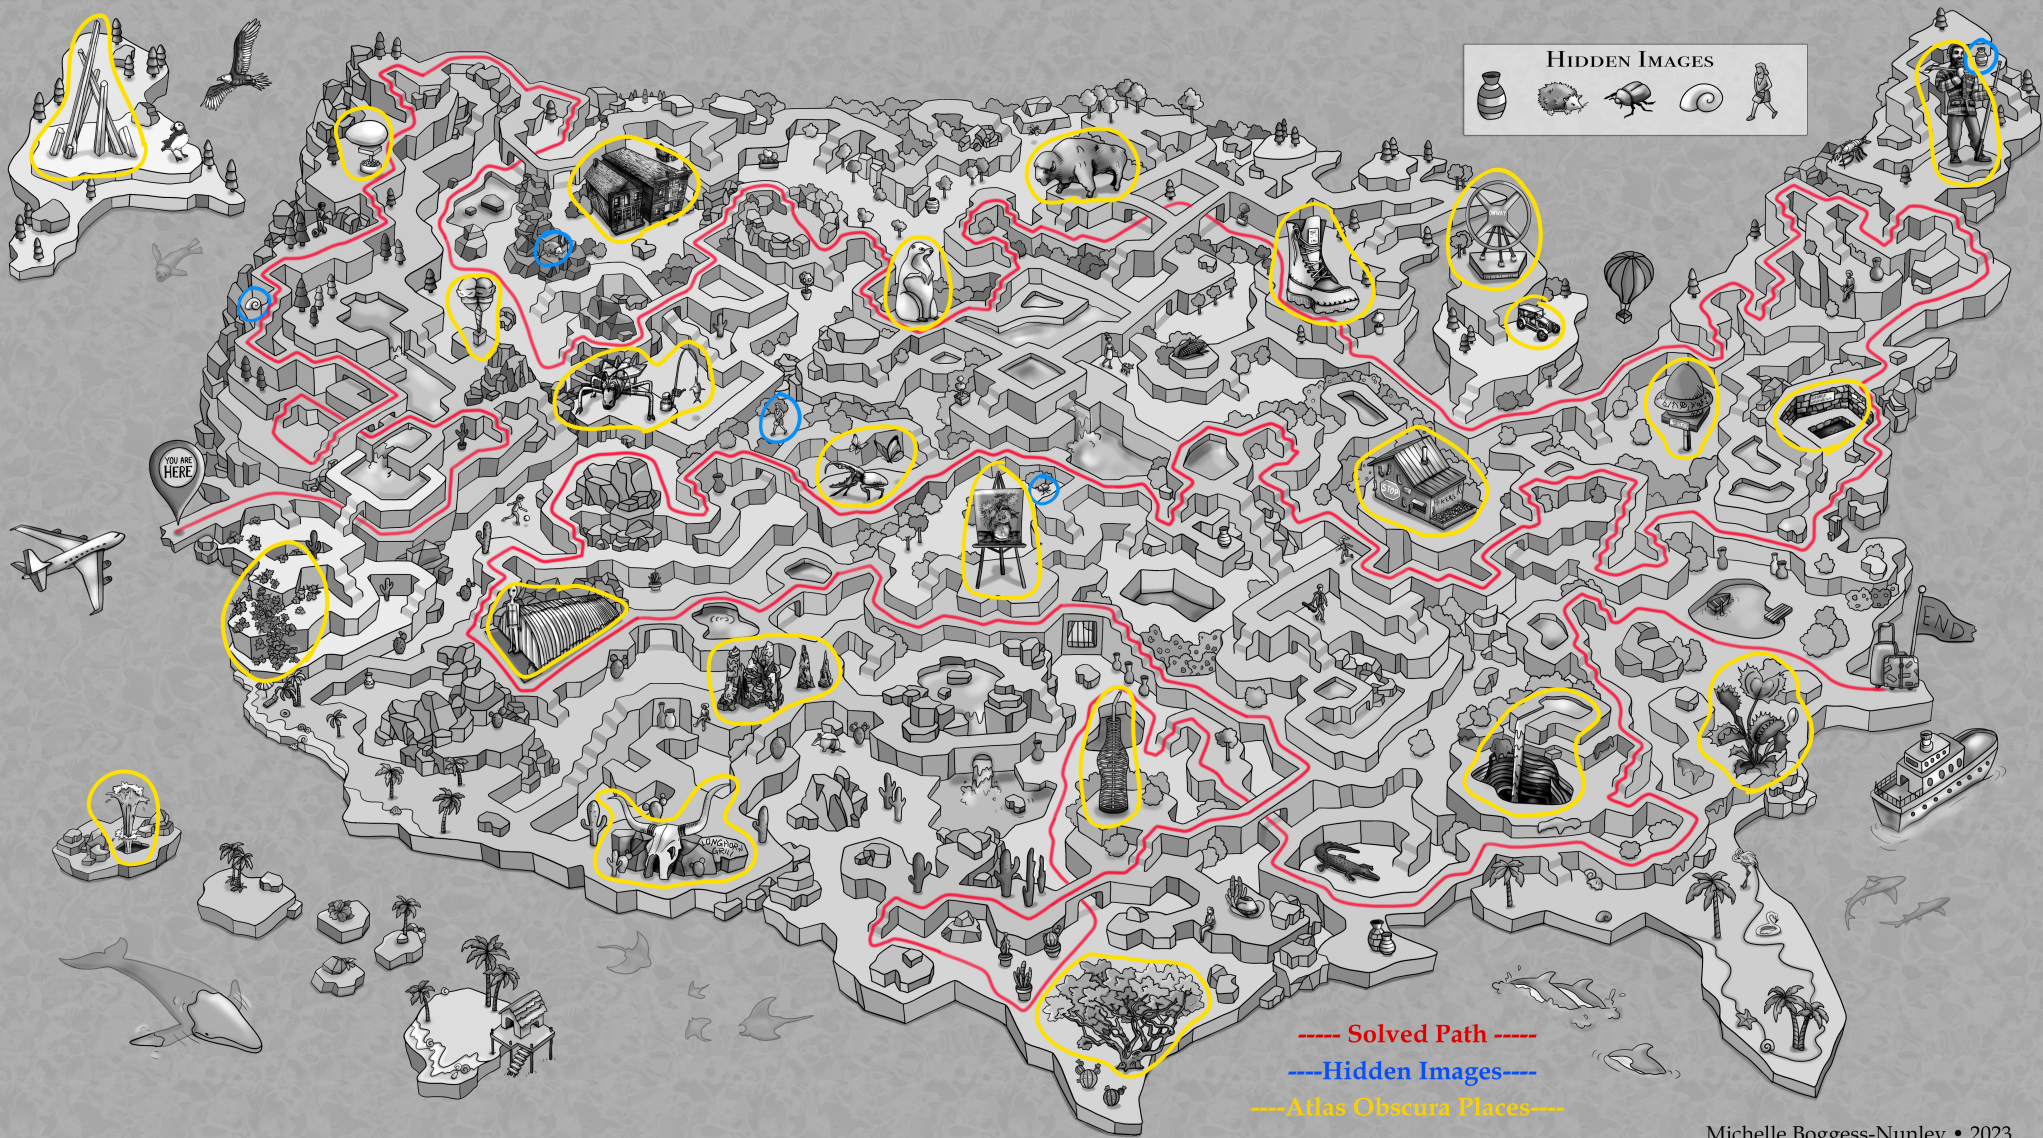 HIDDEN IMAGES
YOU ARE
HERE
STOP
LONGHORN
GRILL
END
----- Solved Path -----
----Hidden Images----
----Atlas Obscura Places----
Michelle Boggess-Nunley • 2023